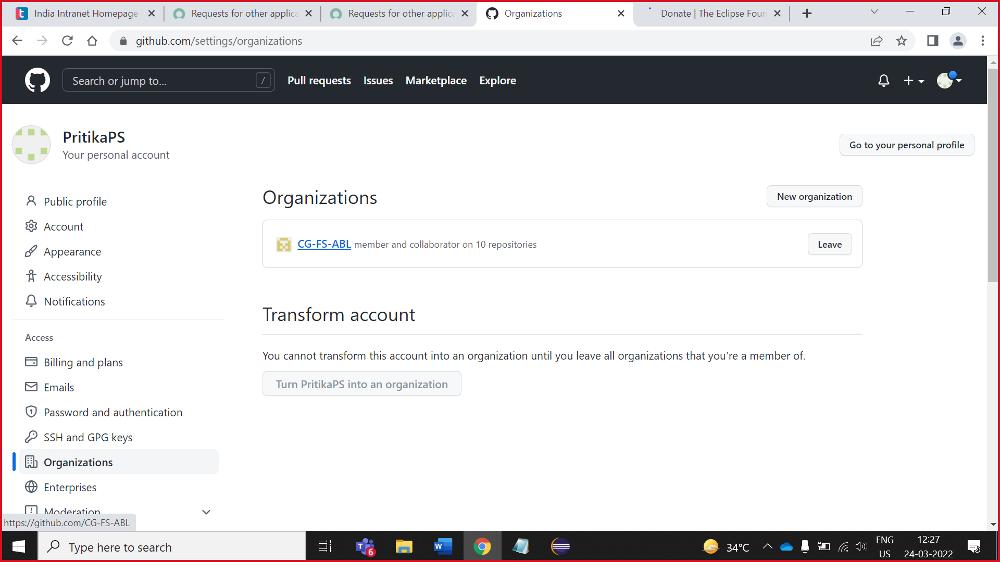 India Intranet Homepage
Requests for other applica
Requests for other applica
Organizations
Donate | The Eclipse Foun
github.com/settings/organizations
Search or jump to...
/
Pull requests
Issues
Marketplace
Explore
PritikaPS
Your personal account
Go to your personal profile
Public profile
Account
Appearance
Accessibility
Notifications
Access
Billing and plans
Emails
Password and authentication
SSH and GPG keys
Organizations
Enterprises
Moderation
Organizations
New organization
CG-FS-ABL member and collaborator on 10 repositories
Leave
Transform account
You cannot transform this account into an organization until you leave all organizations that you’re a member of.
Turn PritikaPS into an organization
https://github.com/CG-FS-ABL
Type here to search
6
34°C
ENG
US
12:27
24-03-2022